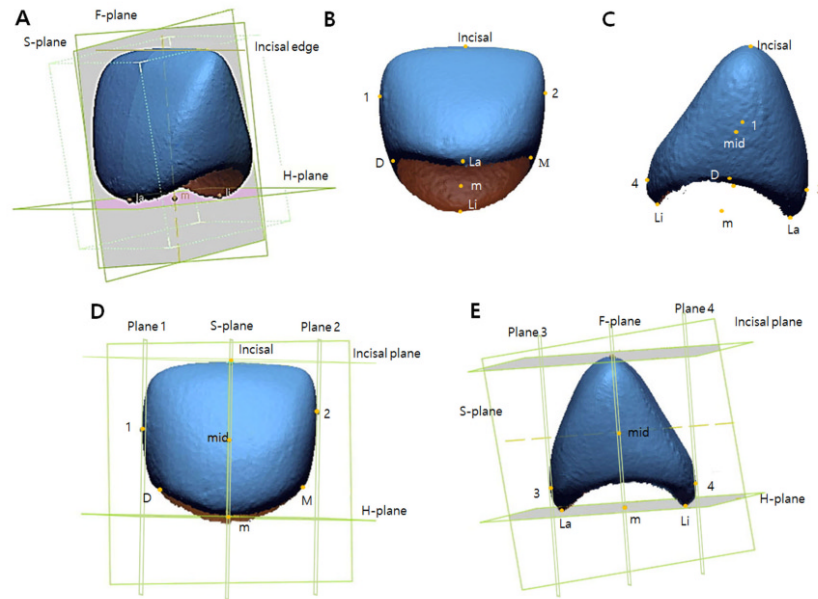 A
F-plane
S-plane
Incisal edge
H-plane
la
m
li
B
Incisal
1
2
D
La
M
m
Li
C
Incisal
1
mid
4
D
Li
m
La
D
Plane 1
S-plane
Plane 2
Incisal
Incisal plane
1
2
mid
D
M
H-plane
m
E
Plane 3
F-plane
Plane 4
Incisal plane
S-plane
mid
3
4
H-plane
La
m
Li